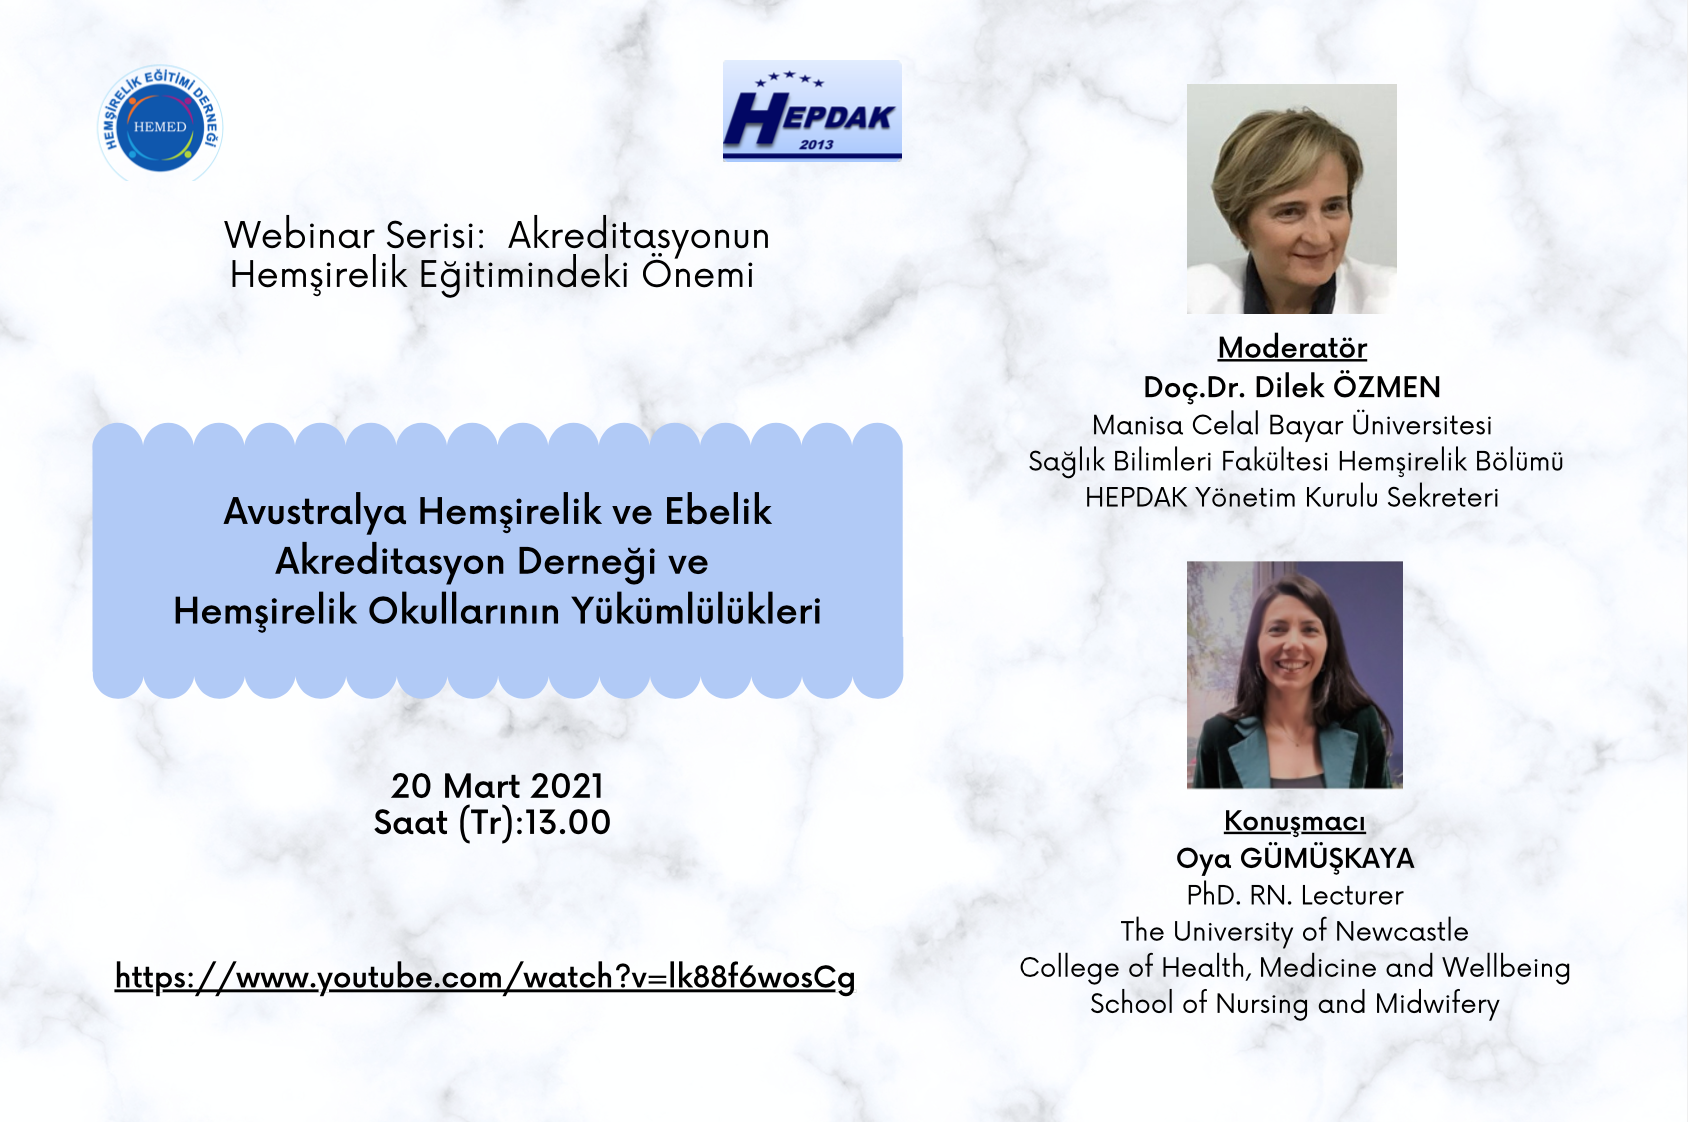 HEMŞİRELİK EĞİTİMİ DERNEĞİ
HEMED
HEPDAK
2013
Webinar Serisi: Akreditasyonun
Hemşirelik Eğitimindeki Önemi
Avustralya Hemşirelik ve Ebelik
Akreditasyon Derneği ve
Hemşirelik Okullarının Yükümlülükleri
20 Mart 2021
Saat (Tr):13.00
https://www.youtube.com/watch?v=lk88f6wosCg
Moderatör
Doç.Dr. Dilek ÖZMEN
Manisa Celal Bayar Üniversitesi
Sağlık Bilimleri Fakültesi Hemşirelik Bölümü
HEPDAK Yönetim Kurulu Sekreteri
Konuşmacı
Oya GÜMÜŞKAYA
PhD. RN. Lecturer
The University of Newcastle
College of Health, Medicine and Wellbeing
School of Nursing and Midwifery